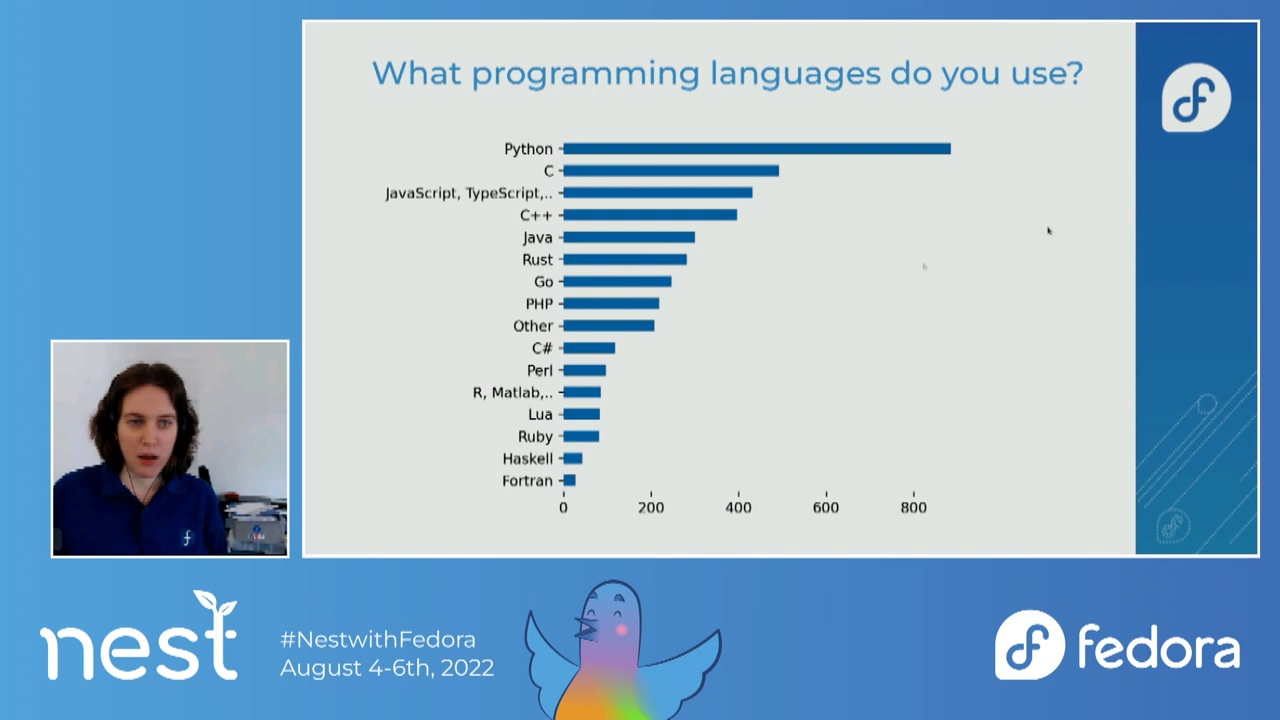 What programming languages do you use?
Python
C
JavaScript, TypeScript,..
C++
Java
Rust
Go
PHP
Other
C#
Perl
R, Matlab,..
Lua
Ruby
Haskell
Fortran
0 200 400 600 800
nest
#NestwithFedora
August 4-6th, 2022
fedora